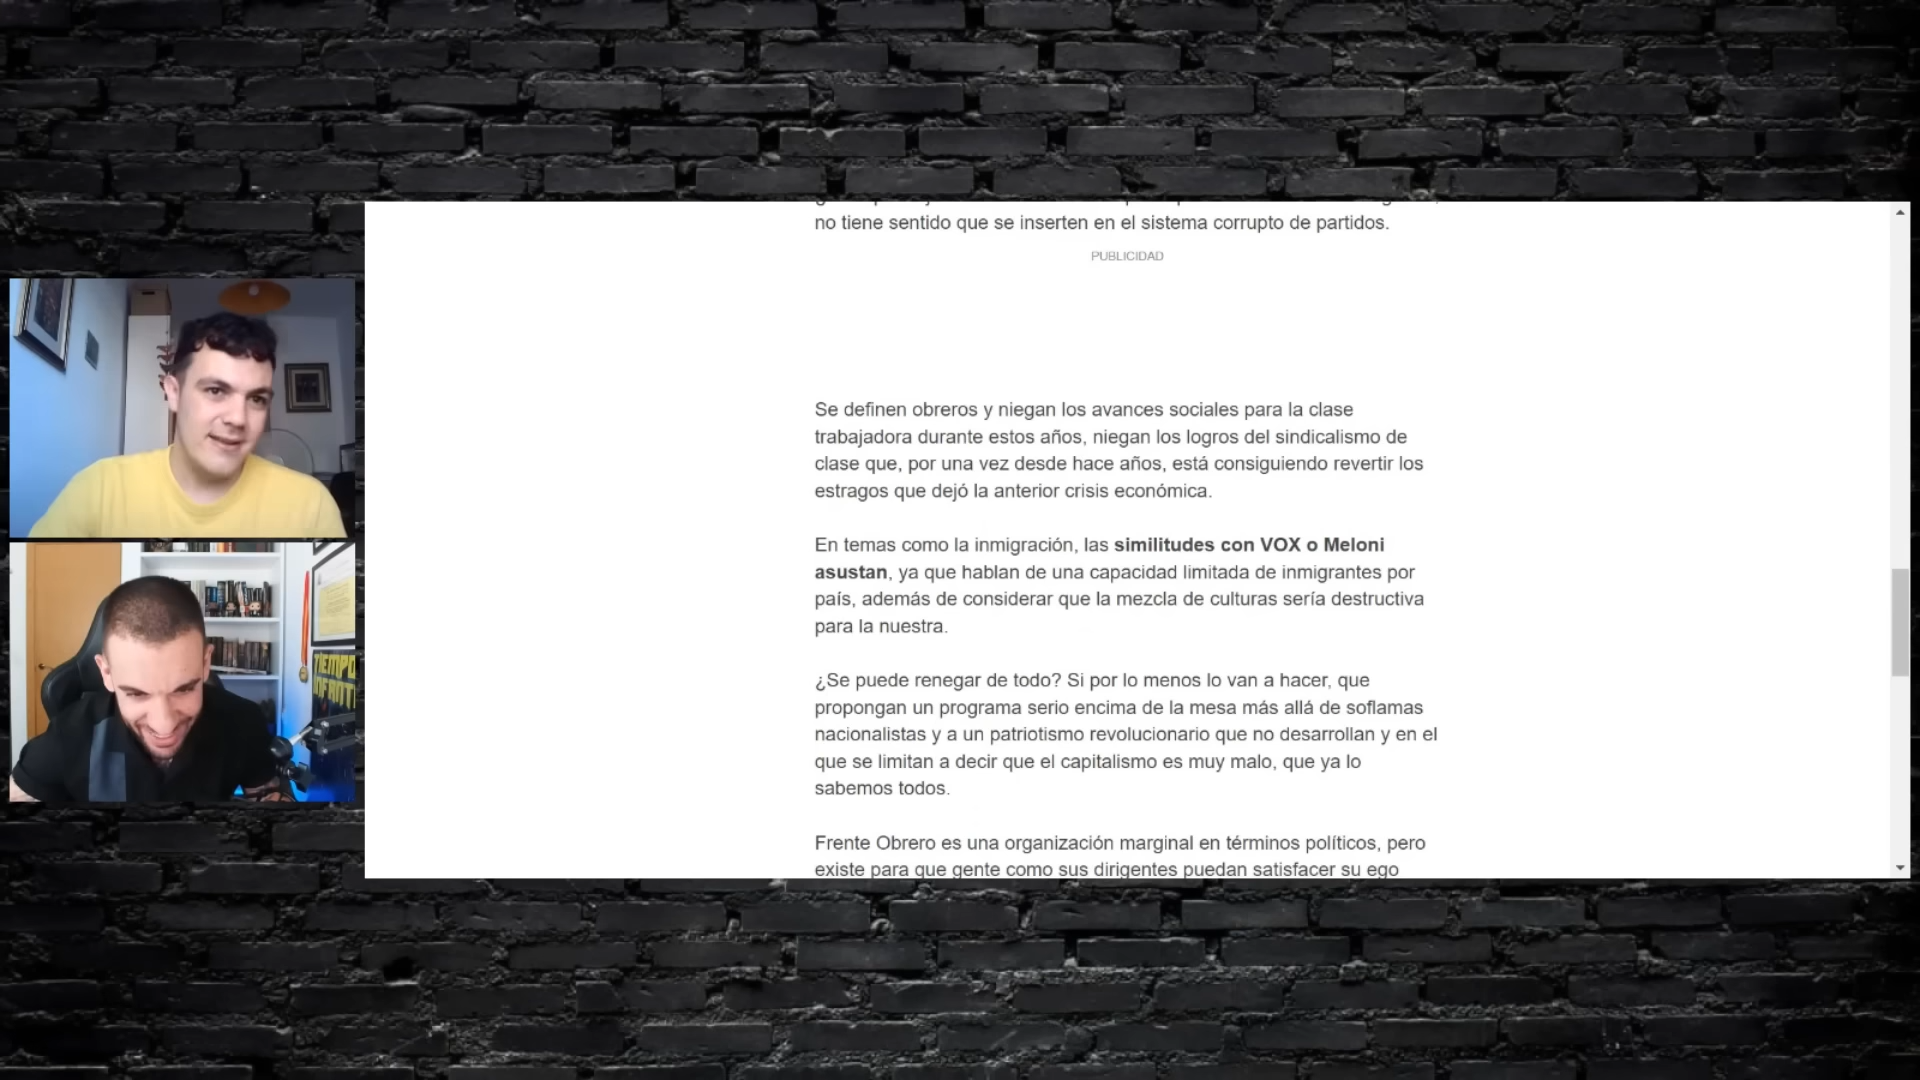 no tiene sentido que se inserten en el sistema corrupto de partidos.
PUBLICIDAD
Se definen obreros y niegan los avances sociales para la clase
trabajadora durante estos años, niegan los logros del sindicalismo de
clase que, por una vez desde hace años, está consiguiendo revertir los
estragos que dejó la anterior crisis económica.
En temas como la inmigración, las similitudes con VOX o Meloni
asustan, ya que hablan de una capacidad limitada de inmigrantes por
país, además de considerar que la mezcla de culturas sería destructiva
para la nuestra.
¿Se puede renegar de todo? Si por lo menos lo van a hacer, que
propongan un programa serio encima de la mesa más allá de soflamas
nacionalistas y a un patriotismo revolucionario que no desarrollan y en el
que se limitan a decir que el capitalismo es muy malo, que ya lo
sabemos todos.
Frente Obrero es una organización marginal en términos políticos, pero
existe para que gente como sus dirigentes puedan satisfacer su ego
TIEMPO